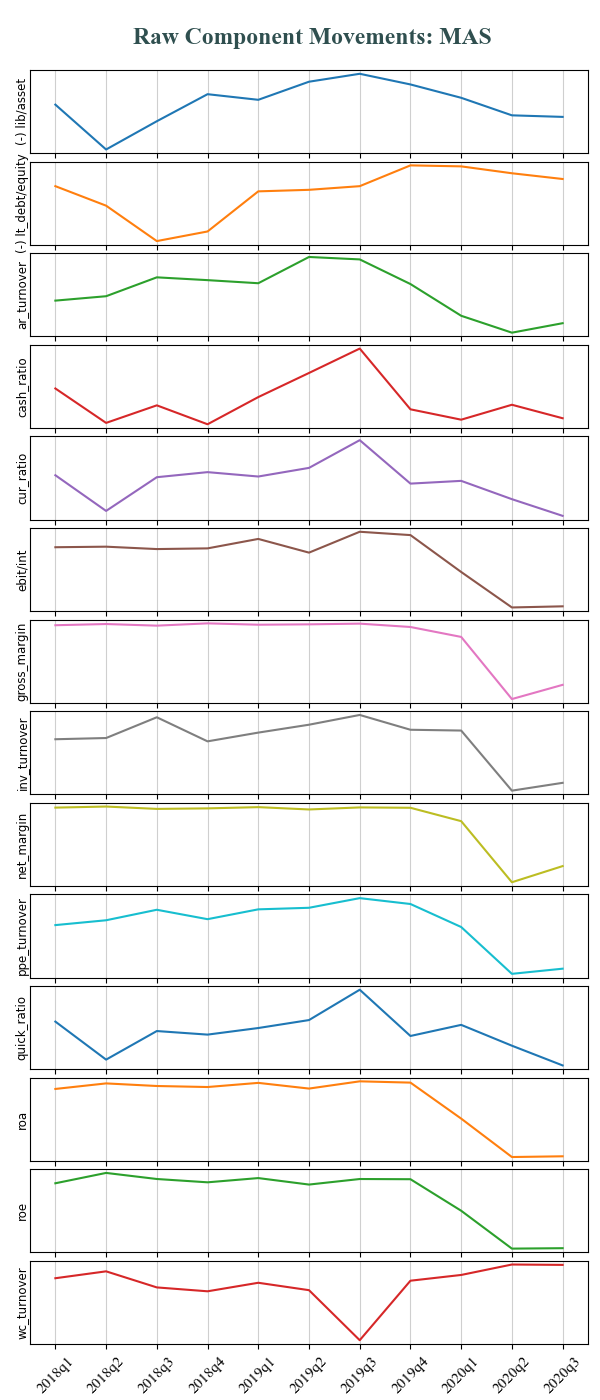 Raw Component Movements: MAS
(-) lib/asset
(-) lt_debt/equity
ar_turnover
cash_ratio
cur_ratio
ebit/int
gross_margin
inv_turnover
net_margin
ppe_turnover
quick_ratio
roa
roe
wc_turnover
2018q1
2018q2
2018q3
2018q4
2019q1
2019q2
2019q3
2019q4
2020q1
2020q2
2020q3